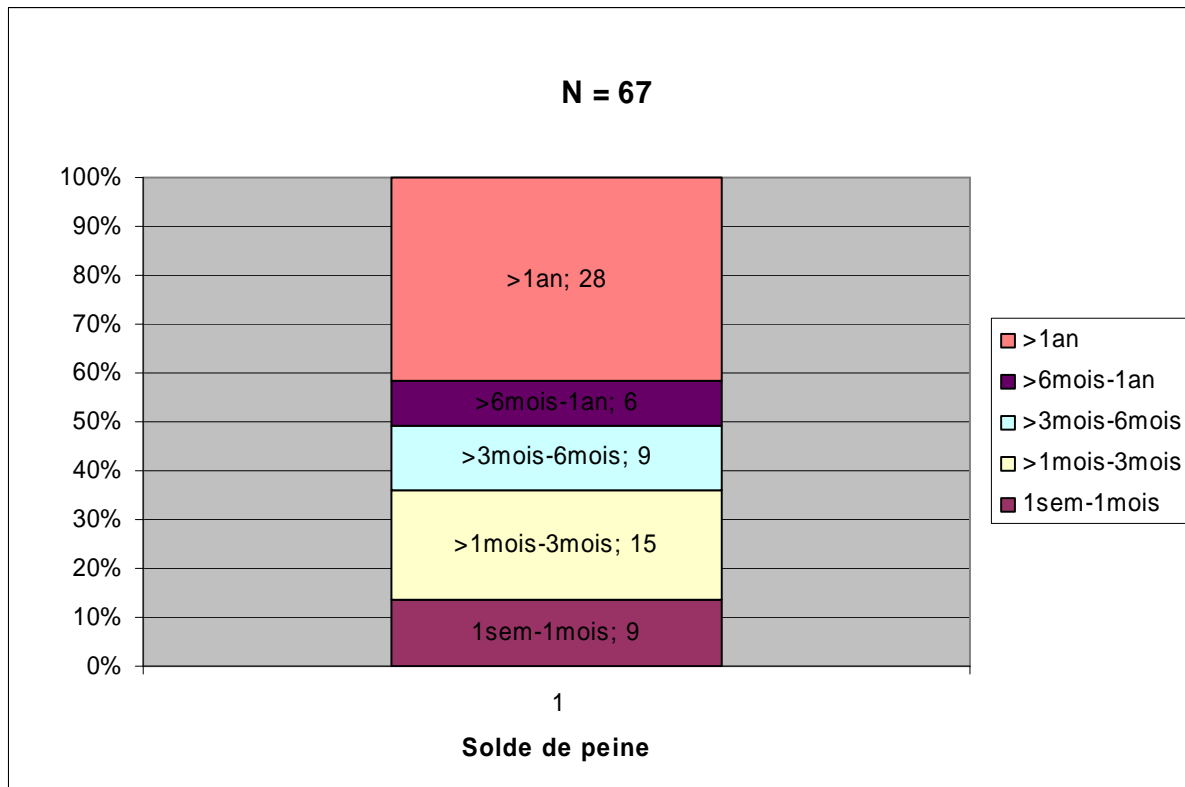 N = 67
100%
90%
80%
70%
60%
50%
40%
30%
20%
10%
0%
>1an; 28
>6mois-1an; 6
>3mois-6mois; 9
>1mois-3mois; 15
1sem-1mois; 9
1
Solde de peine
>1an
>6mois-1an
>3mois-6mois
>1mois-3mois
1sem-1mois